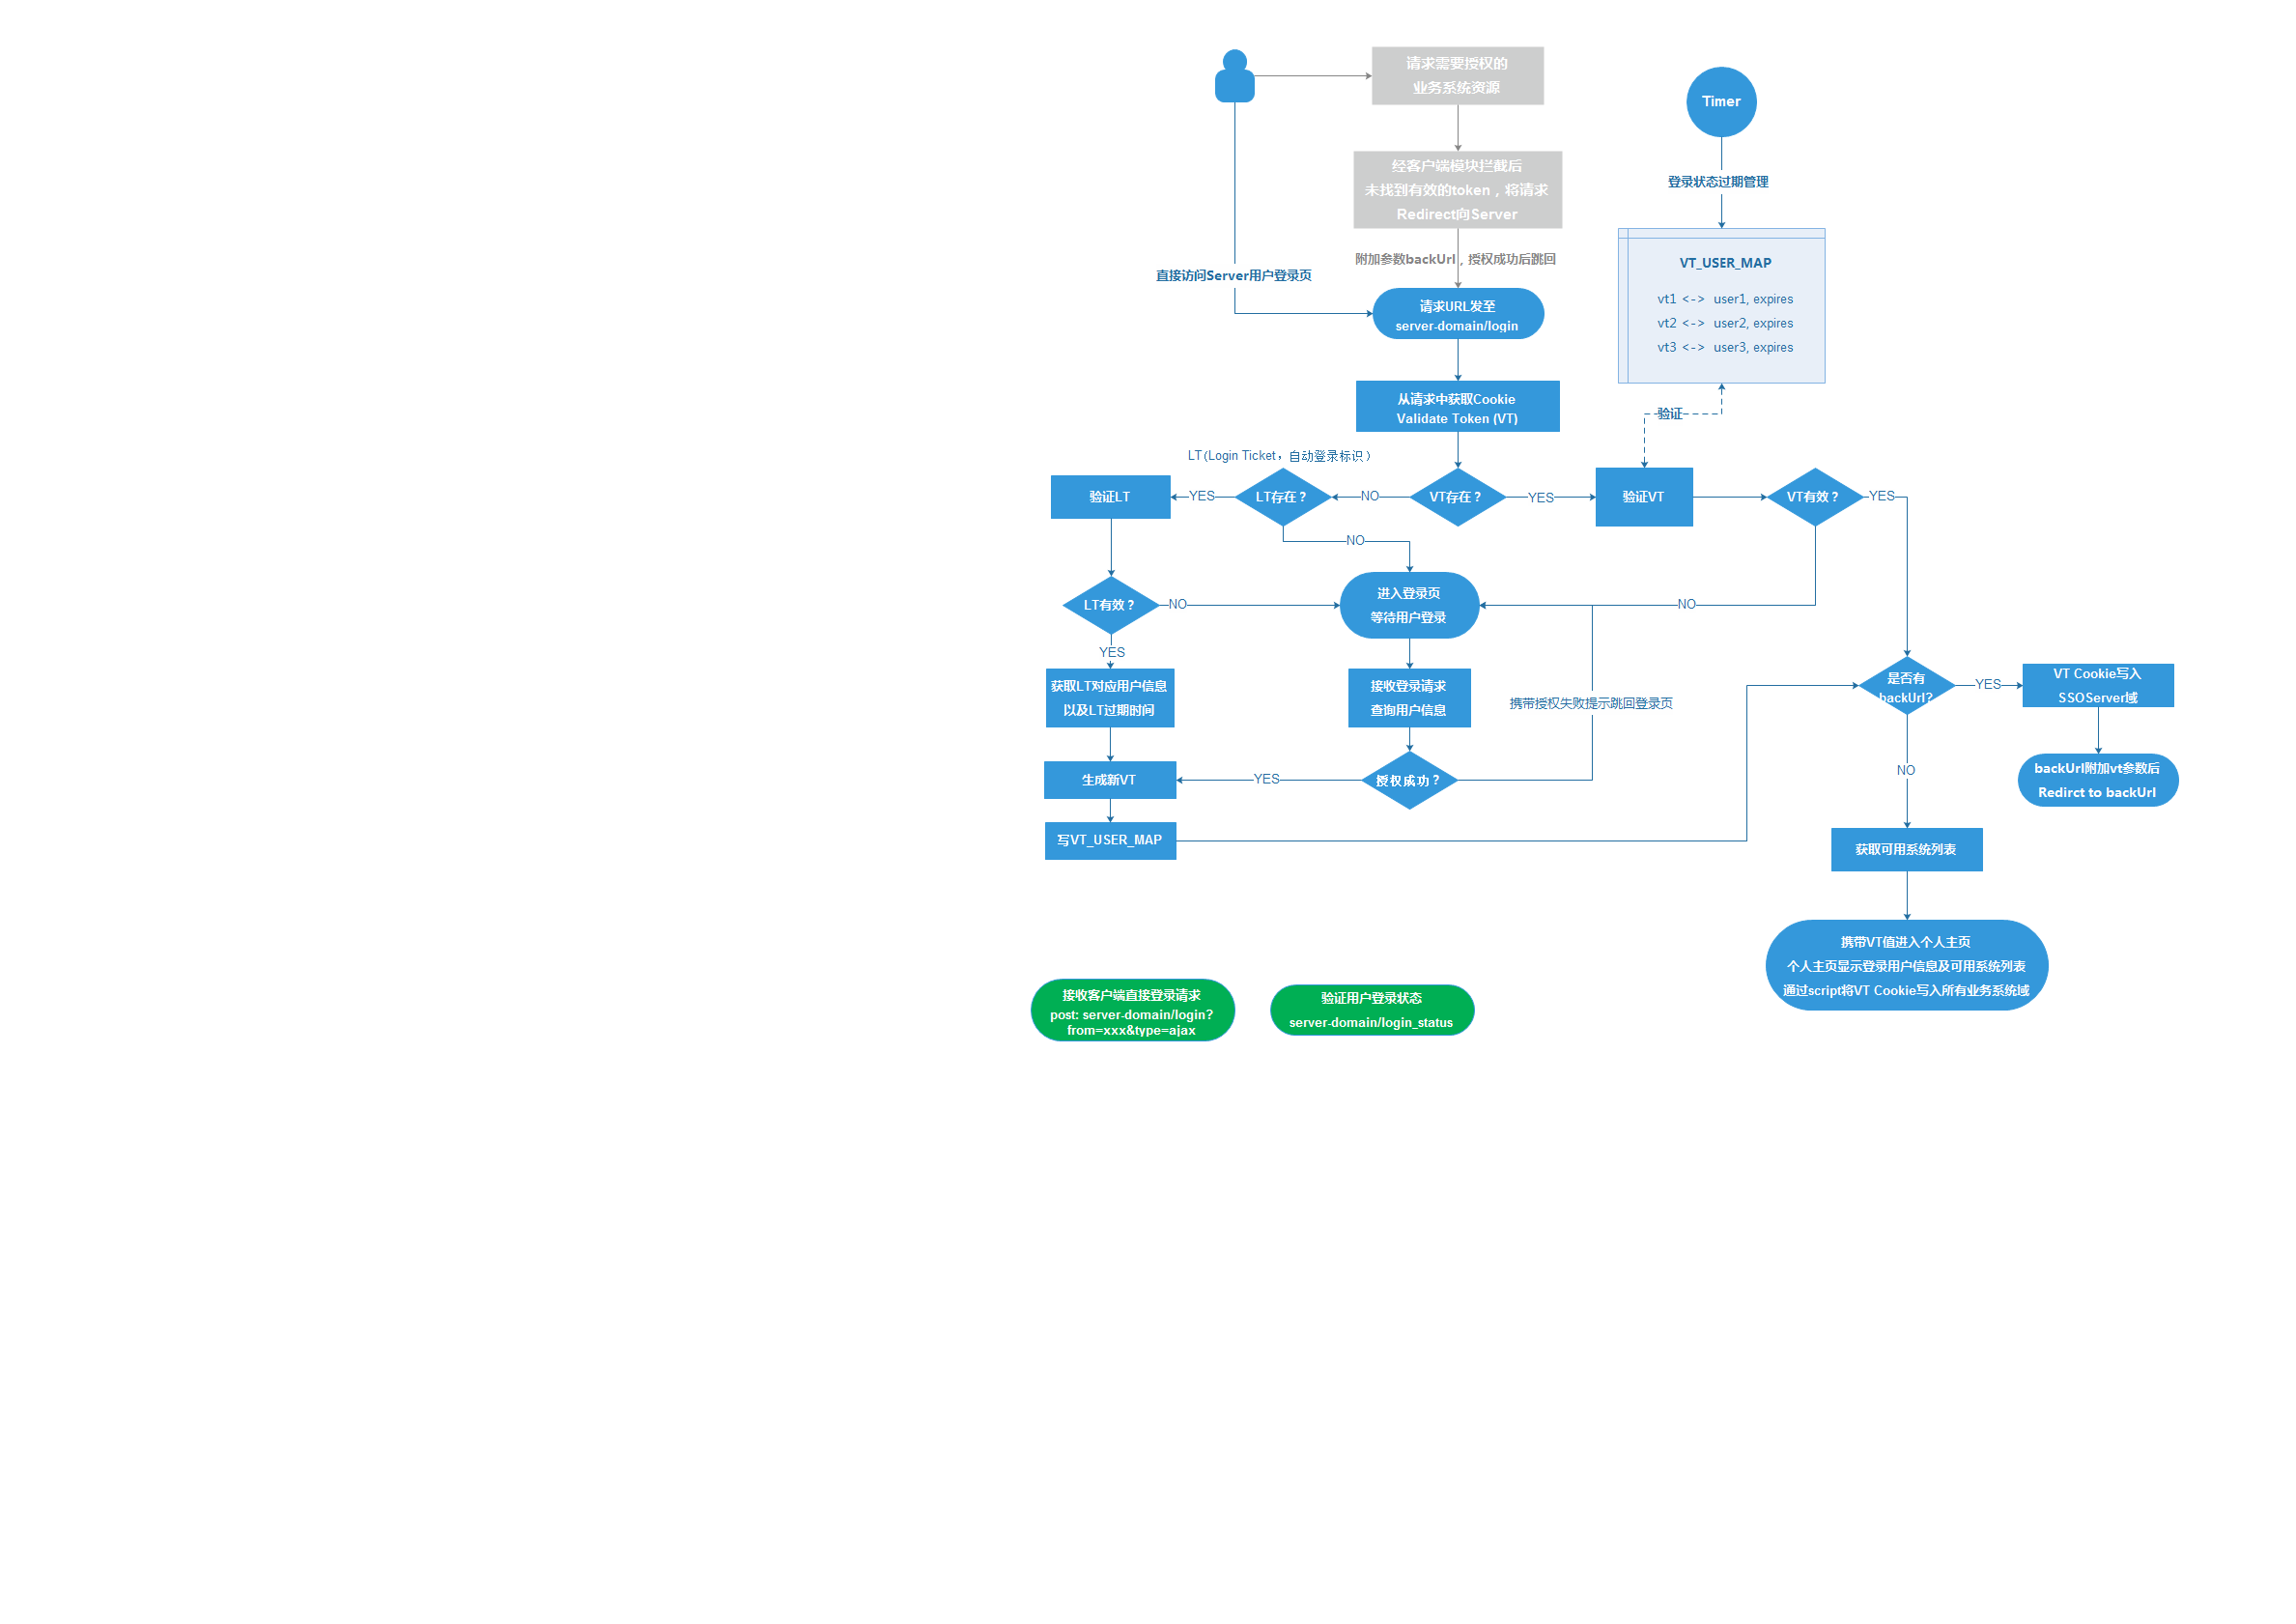 请求需要授权的
业务系统资源
Timer
经客户端模块拦截后
未找到有效的token，将请求
Redirect向Server
登录状态过期管理
附加参数backUrl，授权成功后跳回
直接访问Server用户登录页
VT_USER_MAP
vt1 <-> user1, expires
vt2 <-> user2, expires
vt3 <-> user3, expires
请求URL发至
server-domain/login
从请求中获取Cookie
Validate Token (VT)
验证
LT(Login Ticket，自动登录标识）
验证LT
YES
LT存在？
NO
VT存在？
YES
验证VT
VT有效？
YES
NO
LT有效？
NO
进入登录页
等待用户登录
NO
YES
获取LT对应用户信息
以及LT过期时间
接收登录请求
查询用户信息
携带授权失败提示跳回登录页
是否有
backUrl?
YES
VT Cookie写入
SSOServer域
生成新VT
YES
授权成功？
NO
backUrl附加vt参数后
Redirct to backUrl
写VT_USER_MAP
获取可用系统列表
携带VT值进入个人主页
个人主页显示登录用户信息及可用系统列表
通过script将VT Cookie写入所有业务系统域
接收客户端直接登录请求
post: server-domain/login?
from=xxx&type=ajax
验证用户登录状态
server-domain/login_status